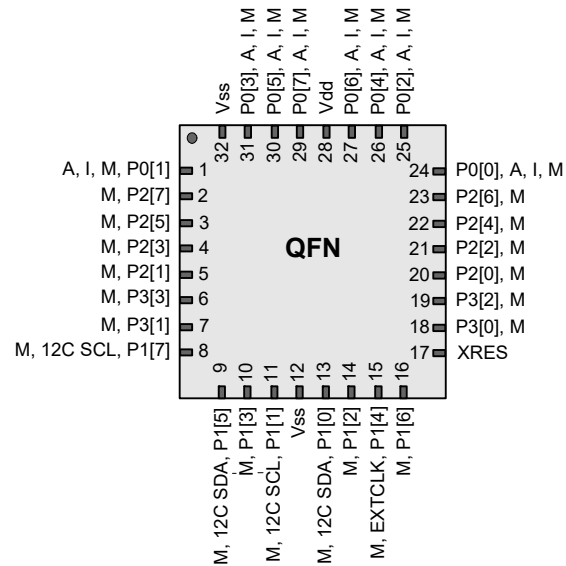 Vss
P0[3], A, I, M
P0[5], A, I, M
P0[7], A, I, M
Vdd
P0[6], A, I, M
P0[4], A, I, M
P0[2], A, I, M
32
31
30
29
28
27
26
25
A, I, M, P0[1] 1
M, P2[7] 2
M, P2[5] 3
M, P2[3] 4
M, P2[1] 5
M, P3[3] 6
M, P3[1] 7
M, 12C SCL, P1[7] 8
QFN
24 P0[0], A, I, M
23 P2[6], M
22 P2[4], M
21 P2[2], M
20 P2[0], M
19 P3[2], M
18 P3[0], M
17 XRES
9
10
11
12
13
14
15
16
M, 12C SDA, P1[5]
M, P1[3]
M, 12C SCL, P1[1]
Vss
M, 12C SDA, P1[0]
M, P1[2]
M, EXTCLK, P1[4]
M, P1[6]